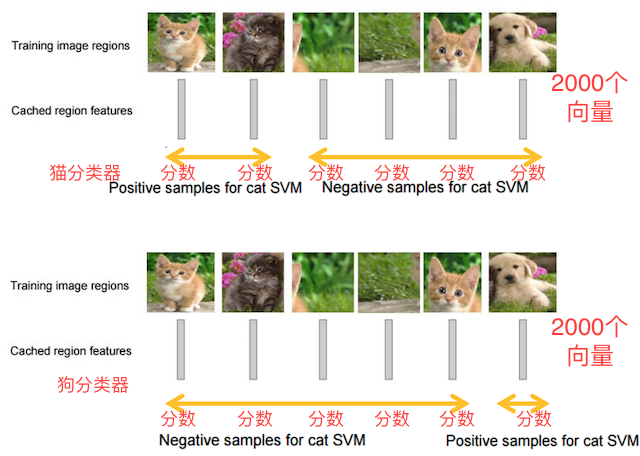 Training image regions
2000个
向量
Cached region features
猫分类器 分数 分数 分数 分数 分数 分数
Positive samples for cat SVM Negative samples for cat SVM
Training image regions
2000个
向量
Cached region features
狗分类器
分数 分数 分数 分数 分数 分数
Negative samples for cat SVM Positive samples for cat SVM